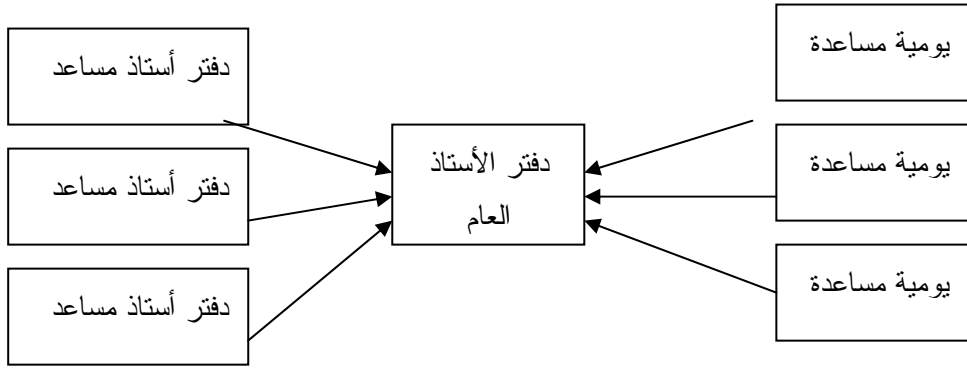 يومية مساعدة
يومية مساعدة
يومية مساعدة
دفتر الأستاذ
العام
دفتر أستاذ مساعد
دفتر أستاذ مساعد
دفتر أستاذ مساعد